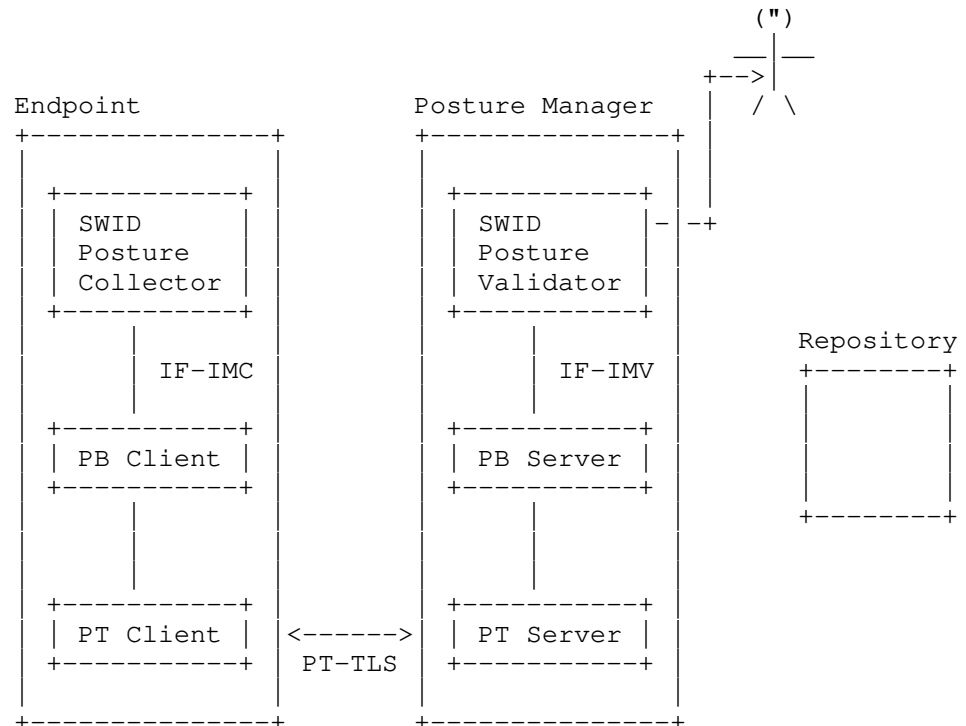 (")
Endpoint
Posture Manager
SWID
Posture
Collector
SWID
Posture
Validator
IF-IMC
IF-IMV
Repository
PB Client
PB Server
PT Client
<------>
PT-TLS
PT Server